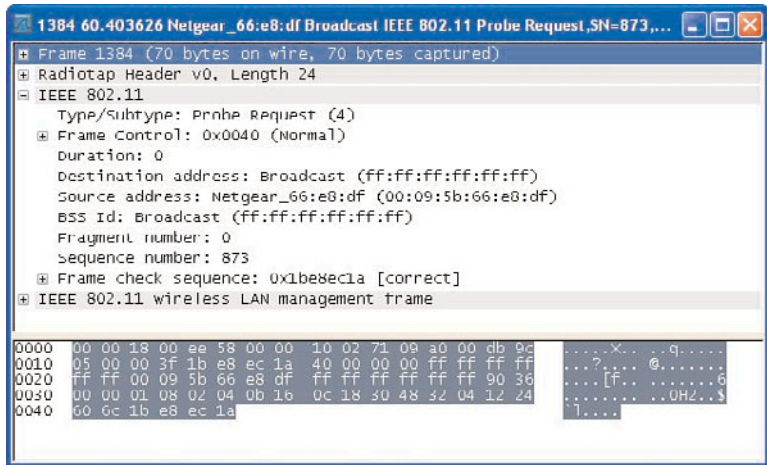 1384 60.403626 Netgear_66:e8:df Broadcast IEEE 802.11 Probe Request,SN=873,...
Frame 1384 (70 bytes on wire, 70 bytes captured)
Radiotap Header v0, Length 24
IEEE 802.11
Type/Subtype: Probe Request (4)
Frame Control: 0x0040 (Normal)
Duration: 0
Destination address: Broadcast (ff:ff:ff:ff:ff:ff)
Source address: Netgear_66:e8:df (00:09:5b:66:e8:df)
BSS Id: Broadcast (ff:ff:ff:ff:ff:ff)
Fragment number: 0
Sequence number: 873
Frame check sequence: 0x1be8ec1a [correct]
IEEE 802.11 wireless LAN management frame
0000 00 00 18 00 ee 58 00 00 10 02 71 09 a0 00 db 9c .....X.. ..q.....
0010 05 00 00 3f 1b e8 ec 1a 40 00 00 00 ff ff ff ff ...?.... @.......
0020 ff ff 00 09 5b 66 e8 df ff ff ff ff ff ff 90 36 ....[f.. .......6
0030 00 00 01 08 02 04 0b 16 0c 18 30 48 32 04 12 24 ........ ..0H2..$
0040 60 6c 1b e8 ec 1a `l....